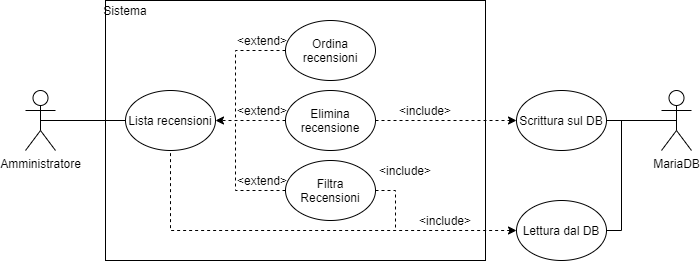 Sistema
<extend>
Ordina
recensioni
Amministratore
Lista recensioni
<extend>
Elimina
recensione
<include>
Scrittura sul DB
MariaDB
<extend>
Filtra
Recensioni
<include>
<include>
Lettura dal DB